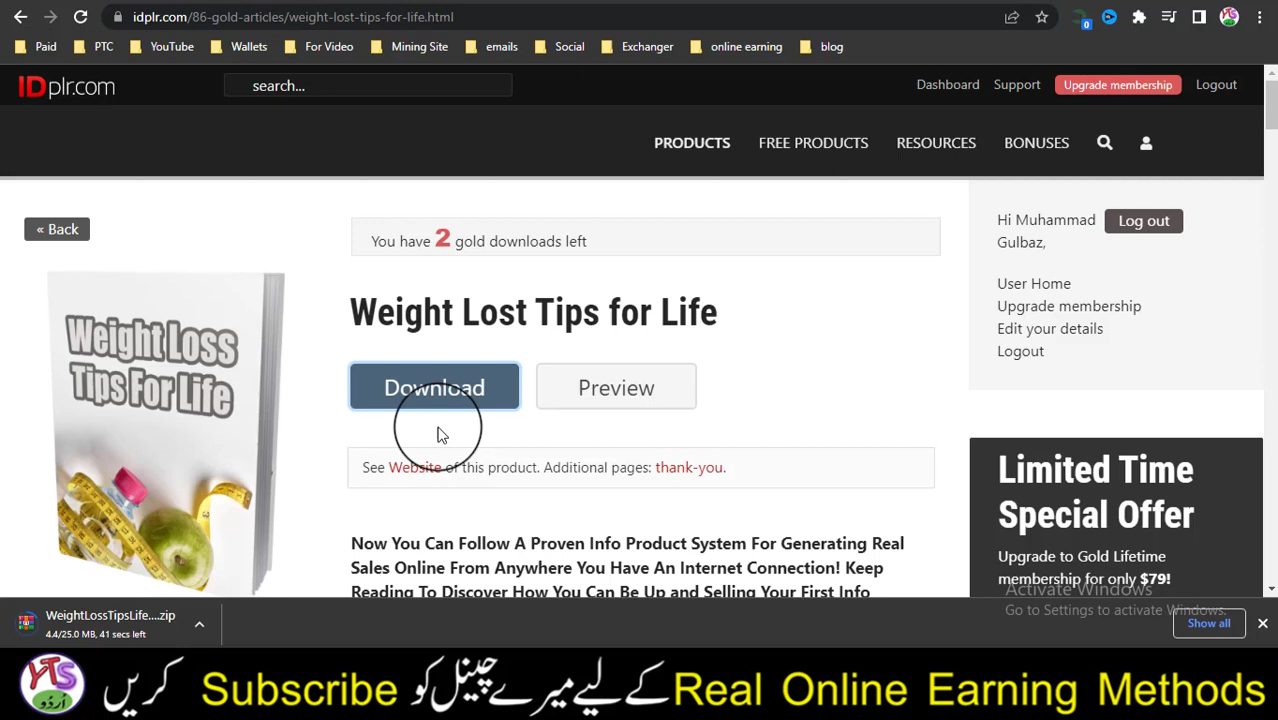 idplr.com/86-gold-articles/weight-lost-tips-for-life.html
Paid PTC YouTube Wallets For Video Mining Site emails Social Exchanger online earning blog
0
IDplr.com search... Dashboard Support Upgrade membership Logout
PRODUCTS FREE PRODUCTS RESOURCES BONUSES
« Back
You have 2 gold downloads left
Hi Muhammad Gulbaz,
Log out
User Home
Upgrade membership
Edit your details
Logout
Weight Lost Tips for Life
Weight Loss
Tips For Life
Download Preview
See Website of this product. Additional pages: thank-you.
Limited Time
Special Offer
Upgrade to Gold Lifetime
membership for only $79!
Now You Can Follow A Proven Info Product System For Generating Real
Sales Online From Anywhere You Have An Internet Connection! Keep
Reading To Discover How You Can Be Up and Selling Your First Info
Activate Windows
Go to Settings to activate Windows.
WeightLossTipsLife....zip
4.4/25.0 MB, 41 secs left
Show all
YTS
اردو
Real Online Earning Methods کے لیے میرے چینل کو Subscribe کریں